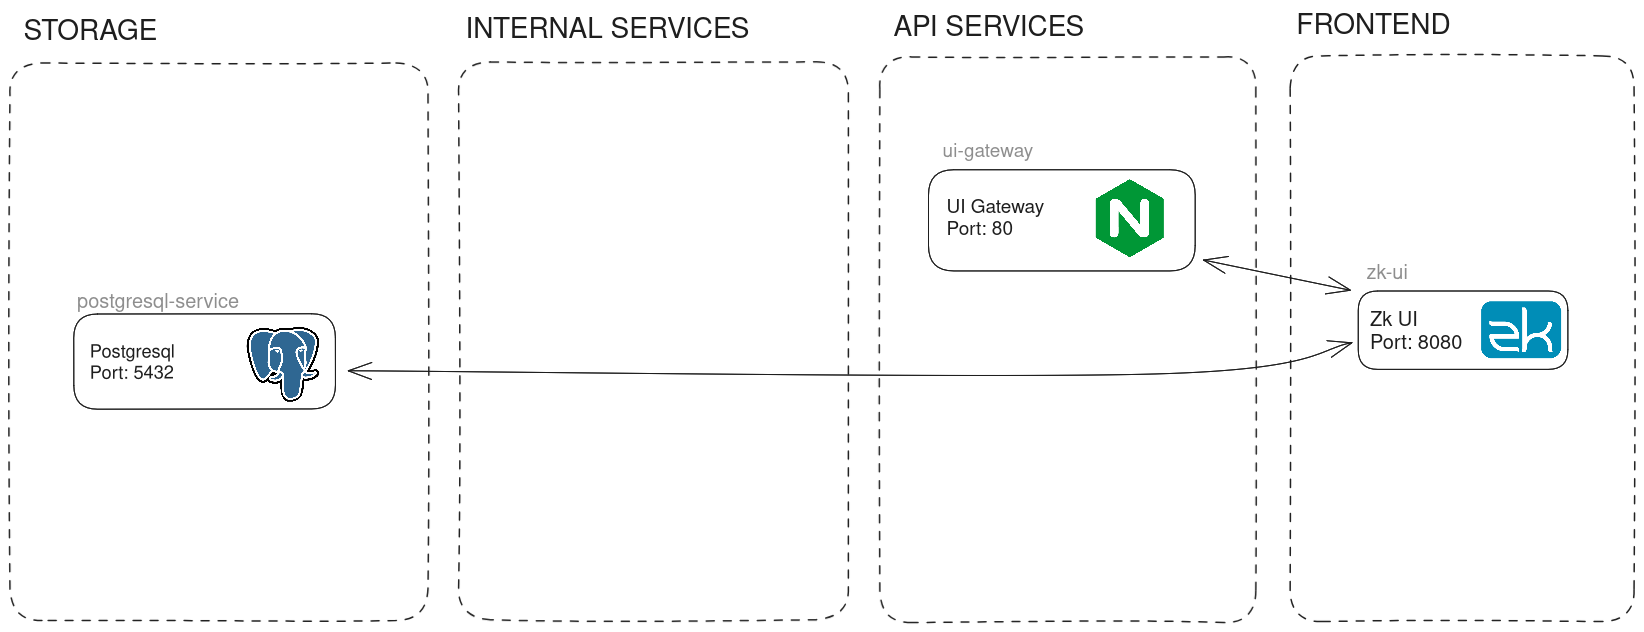 STORAGE
INTERNAL SERVICES
API SERVICES
FRONTEND
ui-gateway
UI Gateway
Port: 80
zk-ui
Zk UI
Port: 8080
zk
postgresql-service
Postgresql
Port: 5432